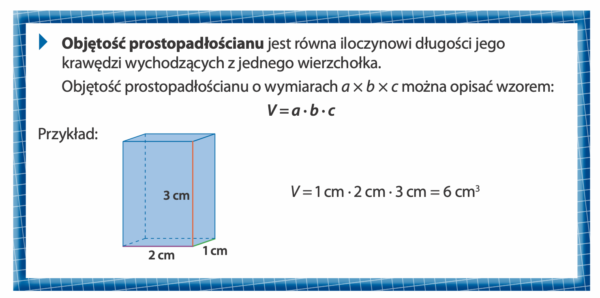 Objętość prostopadłościanu jest równa iloczynowi długości jego
krawędzi wychodzących z jednego wierzchołka.
Objętość prostopadłościanu o wymiarach a × b × c można opisać wzorem:
V = a · b · c
Przykład:
3 cm
V = 1 cm · 2 cm · 3 cm = 6 cm³
1 cm
2 cm